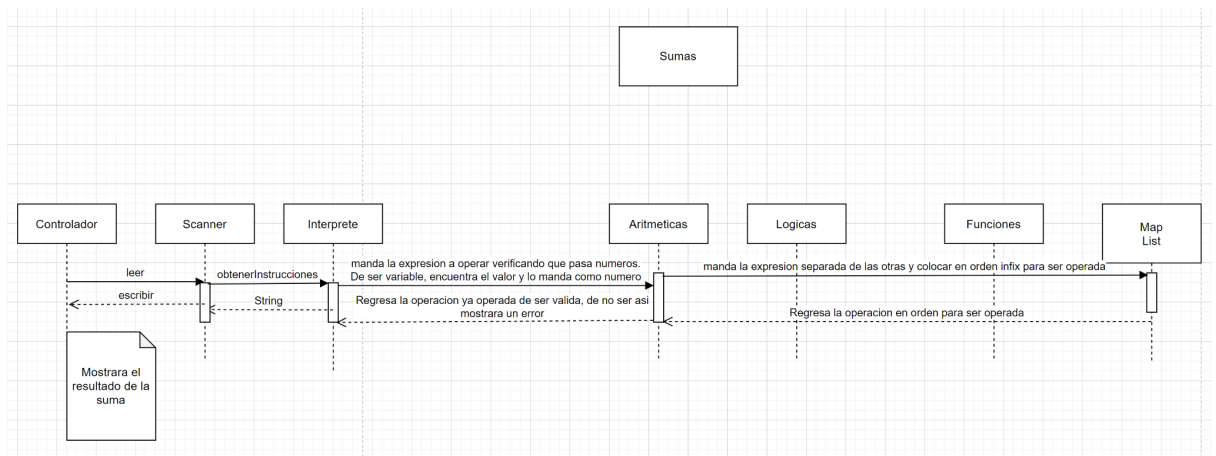 Sumas
Controlador
Scanner
Interprete
Aritmeticas
Logicas
Funciones
Map
List
leer
obtenerInstrucciones
manda la expresion a operar verificando que pasa numeros.
De ser variable, encuentra el valor y lo manda como numero
manda la expresion separada de las otras y colocar en orden infix para ser operada
escribir
String
Regresa la operacion ya operada de ser valida, de no ser asi
mostrara un error
Regresa la operacion en orden para ser operada
Mostrara el
resultado de la
suma